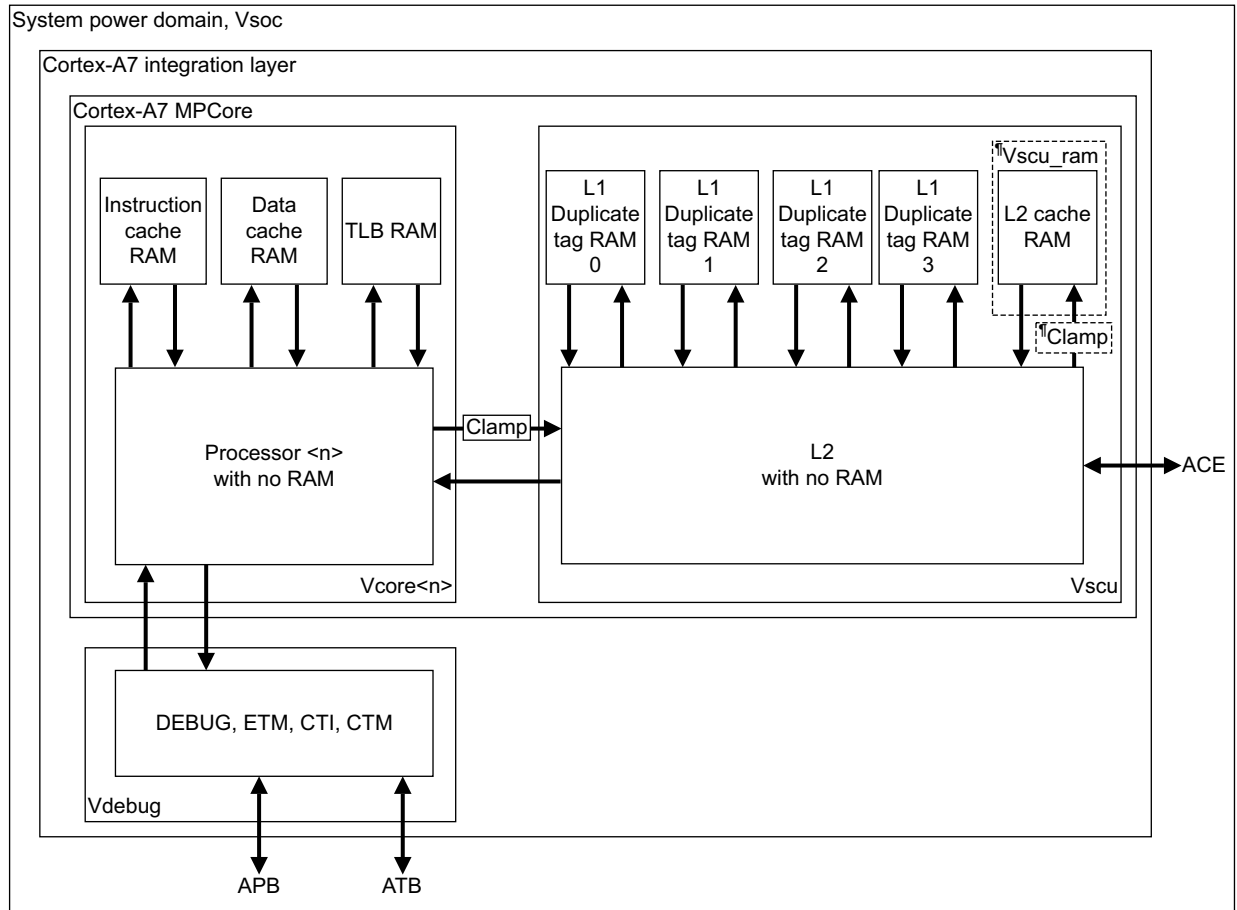 System power domain, Vsoc
Cortex-A7 integration layer
Cortex-A7 MPCore
Instruction
cache
RAM
Data
cache
RAM
TLB RAM
L1
Duplicate
tag RAM
0
L1
Duplicate
tag RAM
1
L1
Duplicate
tag RAM
2
L1
Duplicate
tag RAM
3
¶Vscu_ram
L2 cache
RAM
¶Clamp
Processor <n>
with no RAM
Clamp
L2
with no RAM
ACE
Vcore<n>
Vscu
DEBUG, ETM, CTI, CTM
Vdebug
APB
ATB